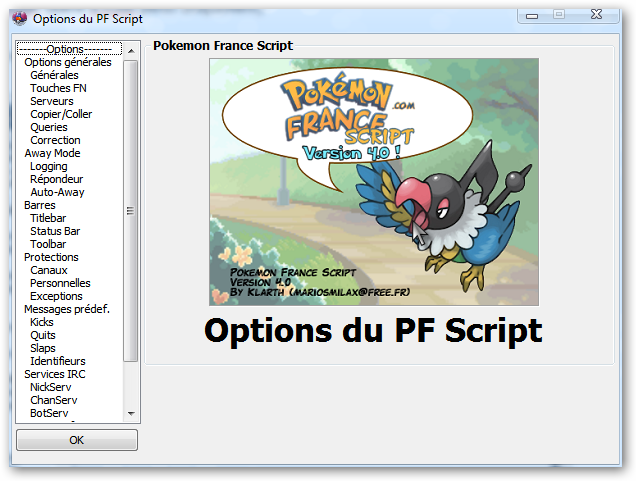 Options du PF Script
-------Options-------
Options générales
Générales
Touches FN
Serveurs
Copier/Coller
Queries
Correction
Away Mode
Logging
Répondeur
Auto-Away
Barres
Titlebar
Status Bar
Toolbar
Protections
Canaux
Personnelles
Exceptions
Messages prédef.
Kicks
Quits
Slaps
Identifieurs
Services IRC
NickServ
ChanServ
BotServ
OK
Pokemon France Script
POKéMON
.COM
FRANCE
SCRIPT
Version 4.0 !
POKEMON FRANCE SCRIPT
VERSION 4.0
BY KLARTH (MARIOSMILAX@FREE.FR)
Options du PF Script